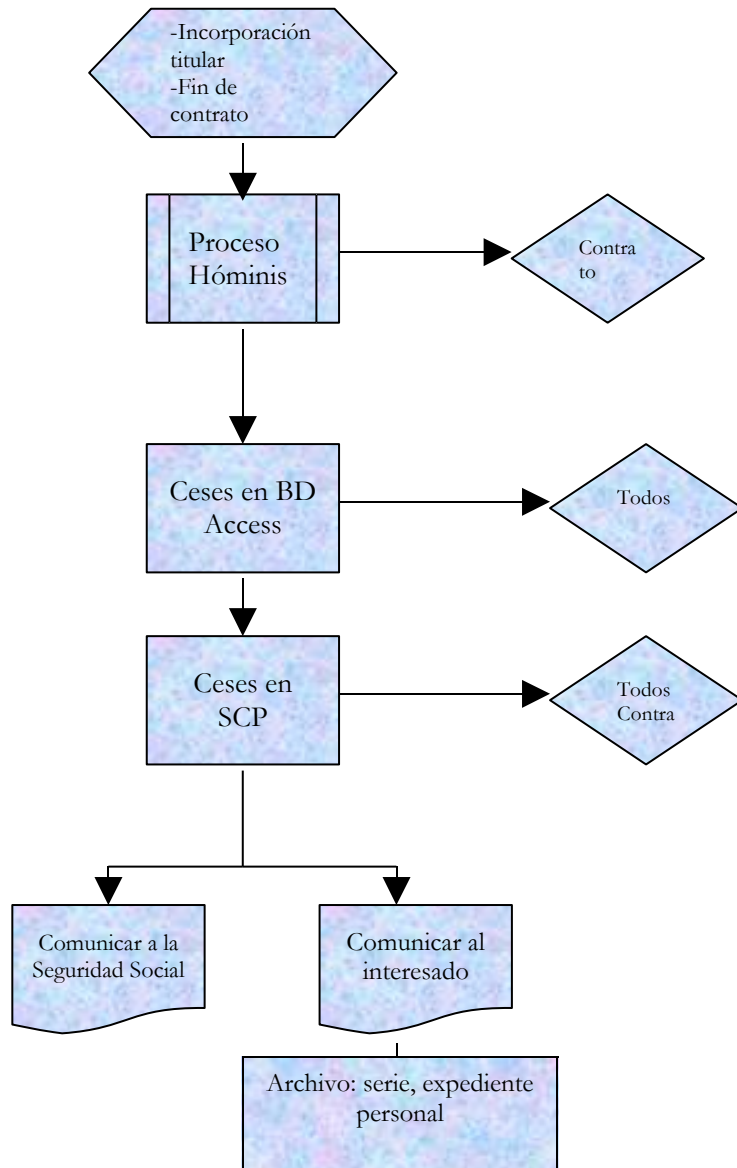 -Incorporación
titular
-Fin de
contrato
Proceso
Hóminis
Contra
to
Ceses en BD
Access
Todos
Ceses en
SCP
Todos
Contra
Comunicar a la
Seguridad Social
Comunicar al
interesado
Archivo: serie, expediente
personal